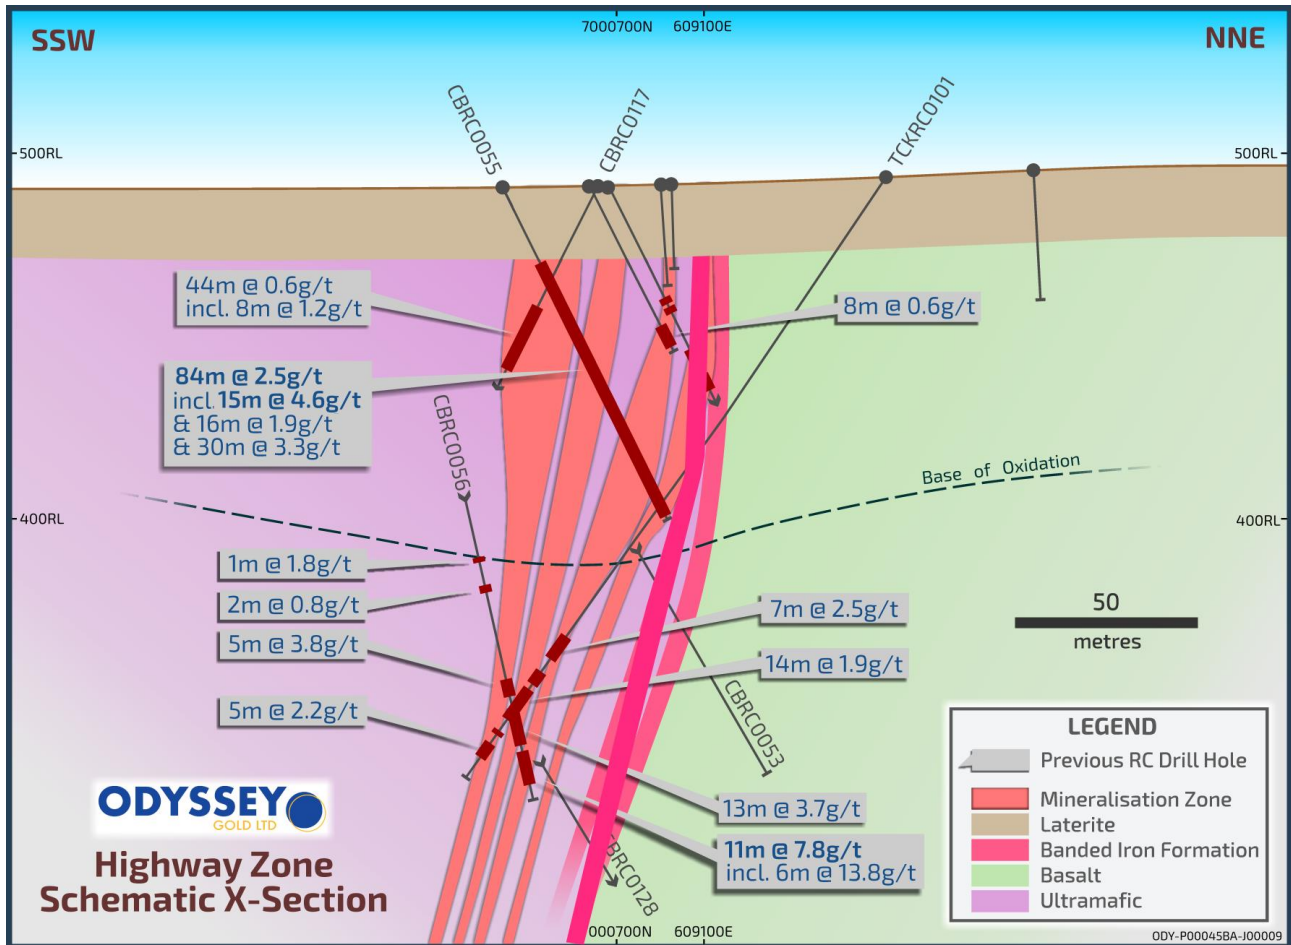 7000700N 609100E
SSW
NNE
CBRC0055
CBRC0117
TCKRC0101
500RL
500RL
44m @ 0.6g/t
incl. 8m @ 1.2g/t
8m @ 0.6g/t
84m @ 2.5g/t
incl. 15m @ 4.6g/t
& 16m @ 1.9g/t
& 30m @ 3.3g/t
CBRC0056
Base of Oxidation
400RL
400RL
1m @ 1.8g/t
2m @ 0.8g/t
5m @ 3.8g/t
5m @ 2.2g/t
7m @ 2.5g/t
14m @ 1.9g/t
50
metres
CBRC0053
13m @ 3.7g/t
11m @ 7.8g/t
incl. 6m @ 13.8g/t
CBRC0128
LEGEND
Previous RC Drill Hole
Mineralisation Zone
Laterite
Banded Iron Formation
Basalt
Ultramafic
ODYSSEY
GOLD LTD
Highway Zone
Schematic X-Section
000700N 609100E
ODY-P00045BA-J00009